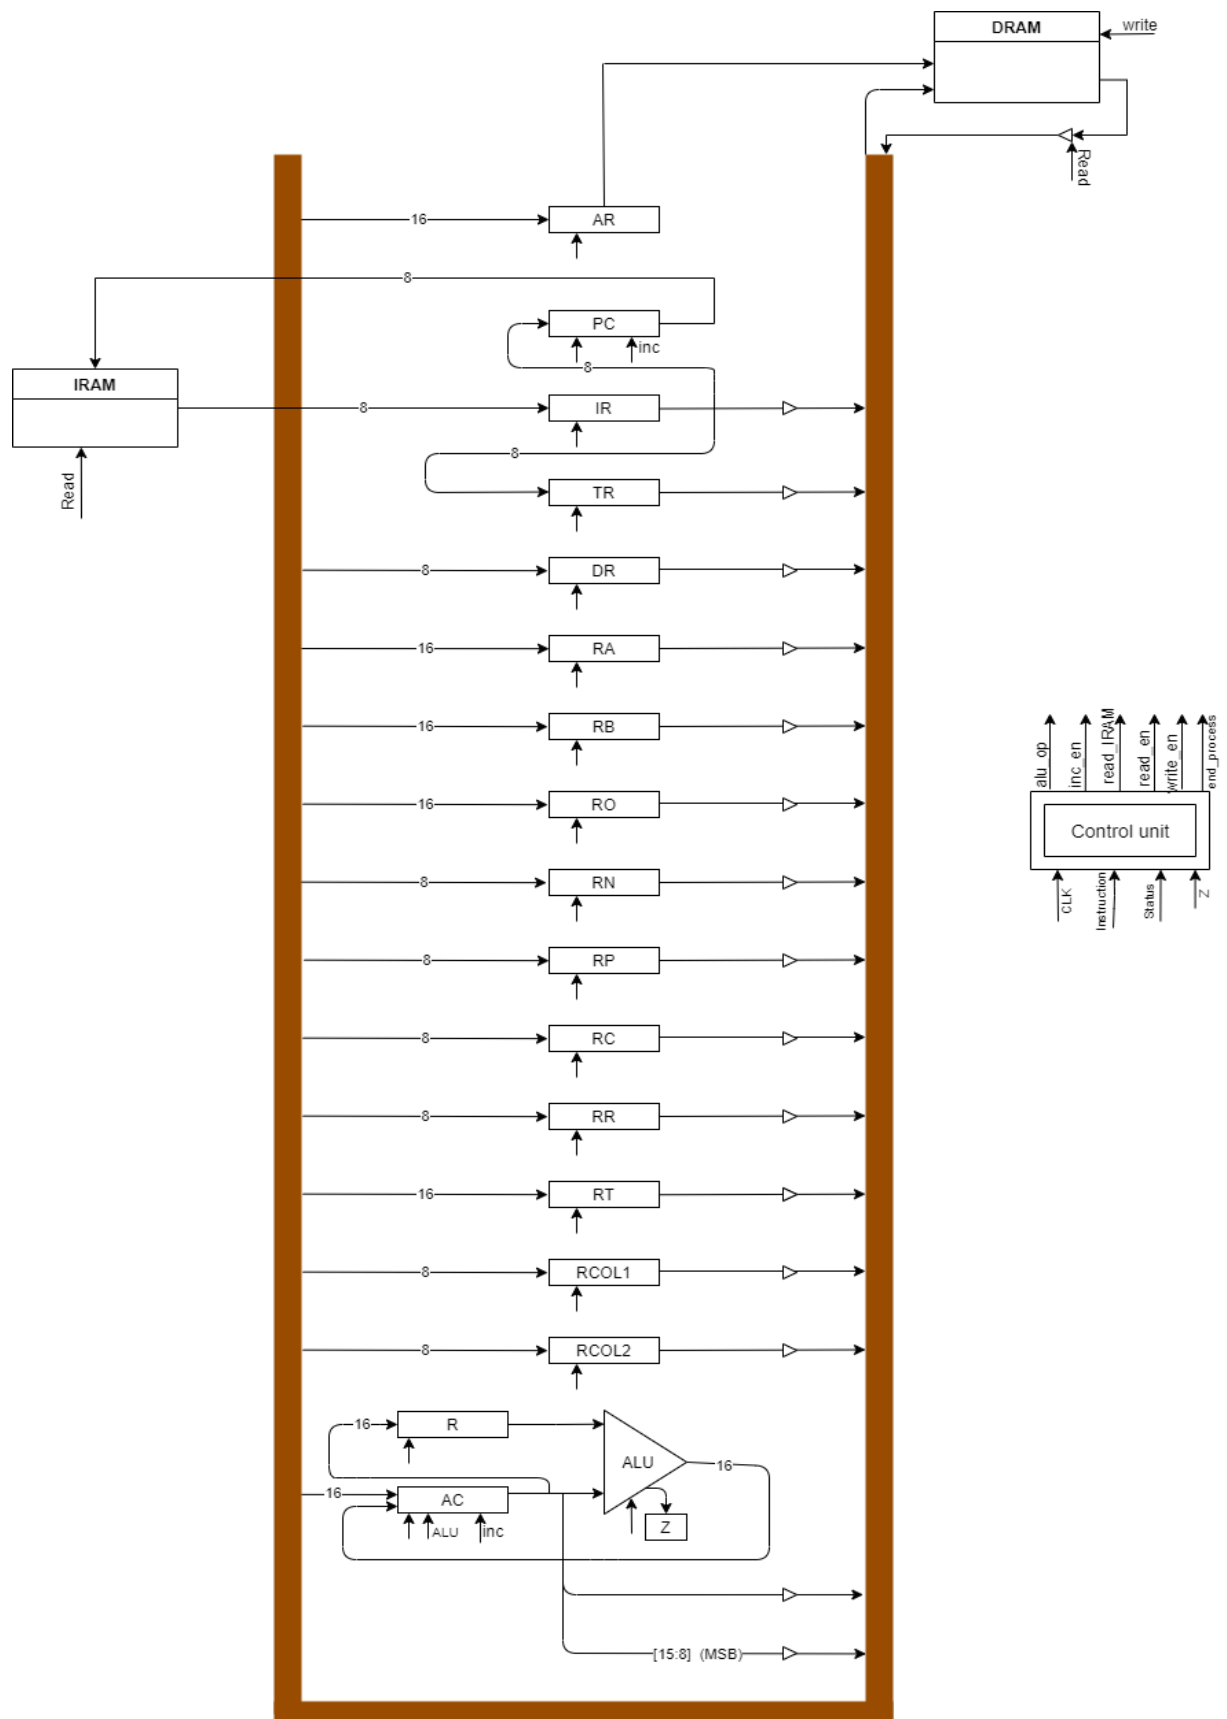 DRAM
write
Read
16
AR
8
PC
inc
8
IRAM
8
IR
8
Read
TR
8
DR
16
RA
16
RB
alu_op
inc_en
read_IRAM
read_en
write_en
end_process
16
RO
Control unit
8
RN
CLK
Instruction
Status
Z
8
RP
8
RC
8
RR
16
RT
8
RCOL1
8
RCOL2
16
R
ALU
16
16
AC
ALU
inc
Z
[15:8] (MSB)